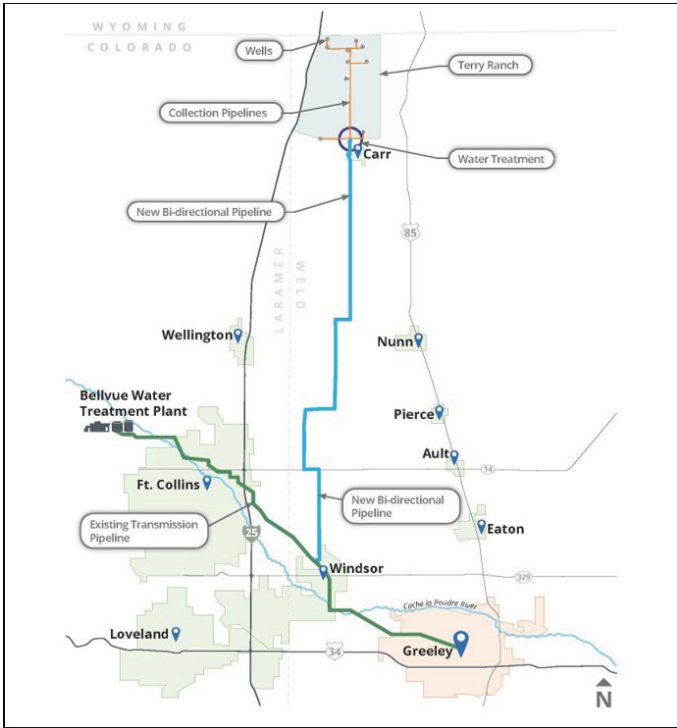 WYOMING
COLORADO
Wells
Terry Ranch
Collection Pipelines
Water Treatment
Carr
New Bi-directional Pipeline
85
LARAMER
WELD
Wellington
Nunn
Bellvue Water
Treatment Plant
Pierce
Ault
14
Ft. Collins
New Bi-directional
Pipeline
Existing Transmission
Pipeline
25
Eaton
Windsor
329
Cache la Poudre River
Loveland
34
Greeley
N